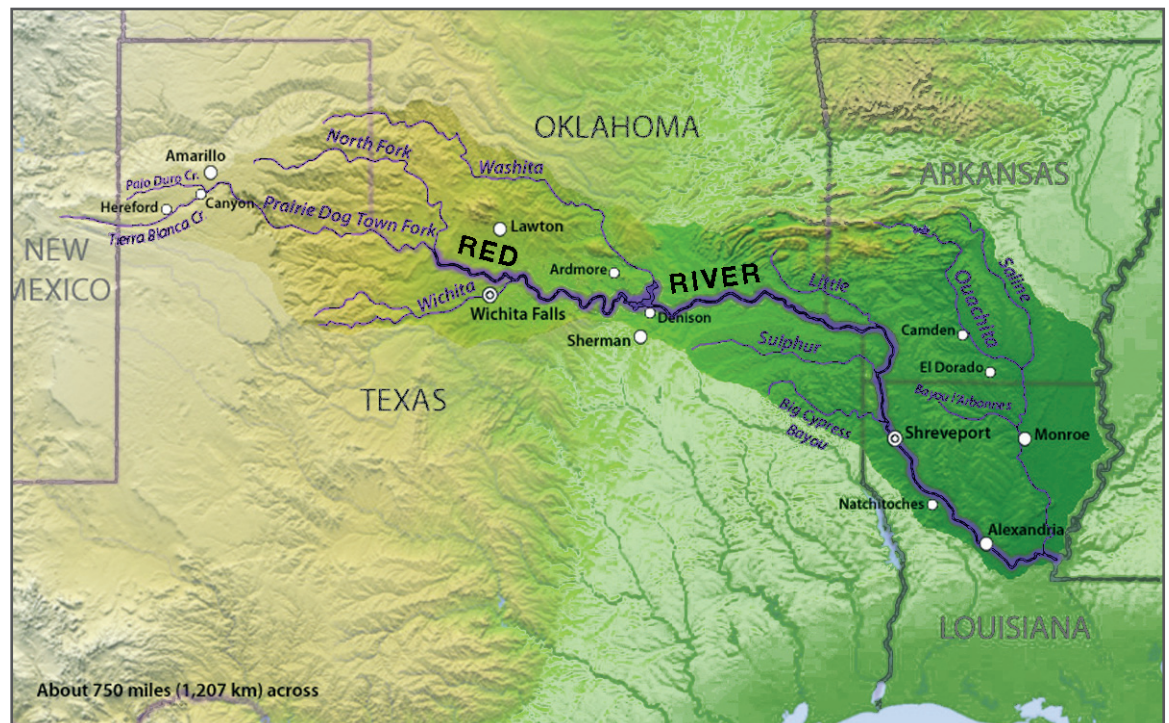 OKLAHOMA
North Fork
Washita
Amarillo
ARKANSAS
Palo Duro Cr.
Hereford
Canyon
Prairie Dog Town Fork
Tierra Blanca Cr.
NEW
MEXICO
Lawton
RED
Ardmore
RIVER
Little
Ouachita
Saline
Wichita
Wichita Falls
Denison
Sherman
Sulphur
Camden
El Dorado
TEXAS
Big Cypress
Bayou
Bayou l'Arbonnes
Shreveport
Monroe
Natchitoches
Alexandria
LOUISIANA
About 750 miles (1,207 km) across